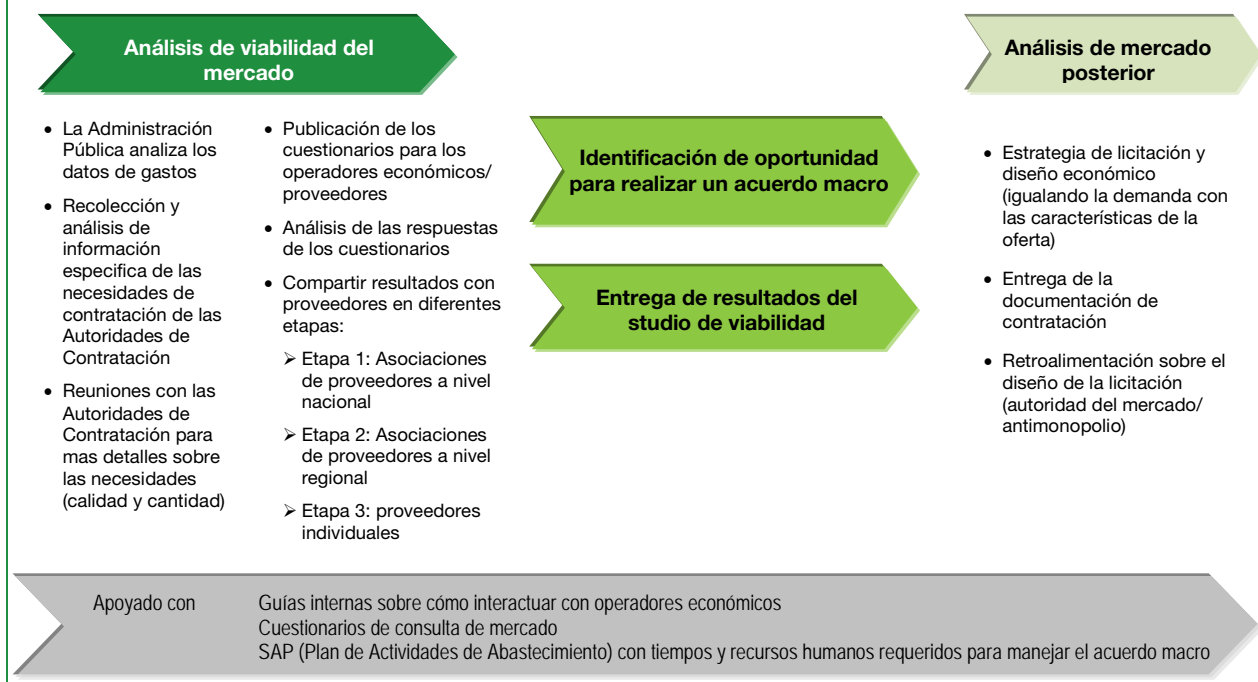 Análisis de viabilidad del
mercado
• La Administración
Pública analiza los
datos de gastos
• Recolección y
análisis de
información
especifica de las
necesidades de
contratación de las
Autoridades de
Contratación
• Reuniones con las
Autoridades de
Contratación para
mas detalles sobre
las necesidades
(calidad y cantidad)
• Publicación de los
cuestionarios para los
operadores económicos/
proveedores
• Análisis de las respuestas
de los cuestionarios
• Compartir resultados con
proveedores en diferentes
etapas:
➢ Etapa 1: Asociaciones
de proveedores a nivel
nacional
➢ Etapa 2: Asociaciones
de proveedores a nivel
regional
➢ Etapa 3: proveedores
individuales
Identificación de oportunidad
para realizar un acuerdo macro
Entrega de resultados del
studio de viabilidad
Análisis de mercado
posterior
• Estrategia de licitación y
diseño económico
(igualando la demanda con
las características de la
oferta)
• Entrega de la
documentación de
contratación
• Retroalimentación sobre el
diseño de la licitación
(autoridad del mercado/
antimonopolio)
Apoyado con
Guías internas sobre cómo interactuar con operadores económicos
Cuestionarios de consulta de mercado
SAP (Plan de Actividades de Abastecimiento) con tiempos y recursos humanos requeridos para manejar el acuerdo macro